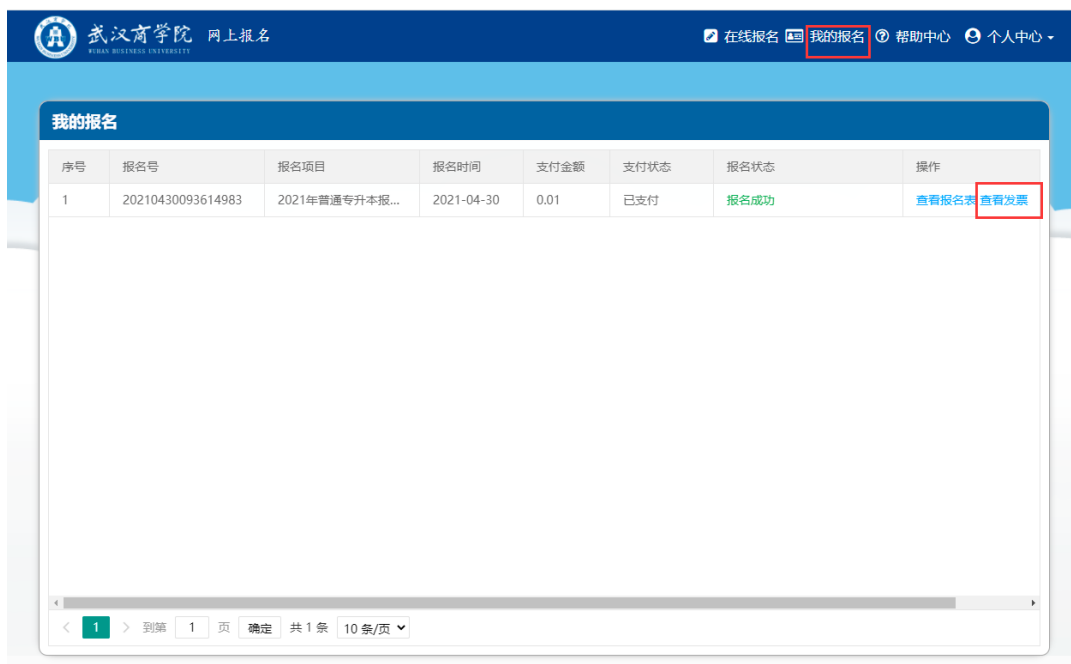 武汉商学院 网上报名 在线报名 我的报名 帮助中心 个人中心
WUHAN BUSINESS UNIVERSITY
我的报名
序号 报名号 报名项目 报名时间 支付金额 支付状态 报名状态 操作
1 20210430093614983 2021年普通专升本报... 2021-04-30 0.01 已支付 报名成功 查看报名表 查看发票
< 1 > 到第 1 页 确定 共 1 条 10 条/页